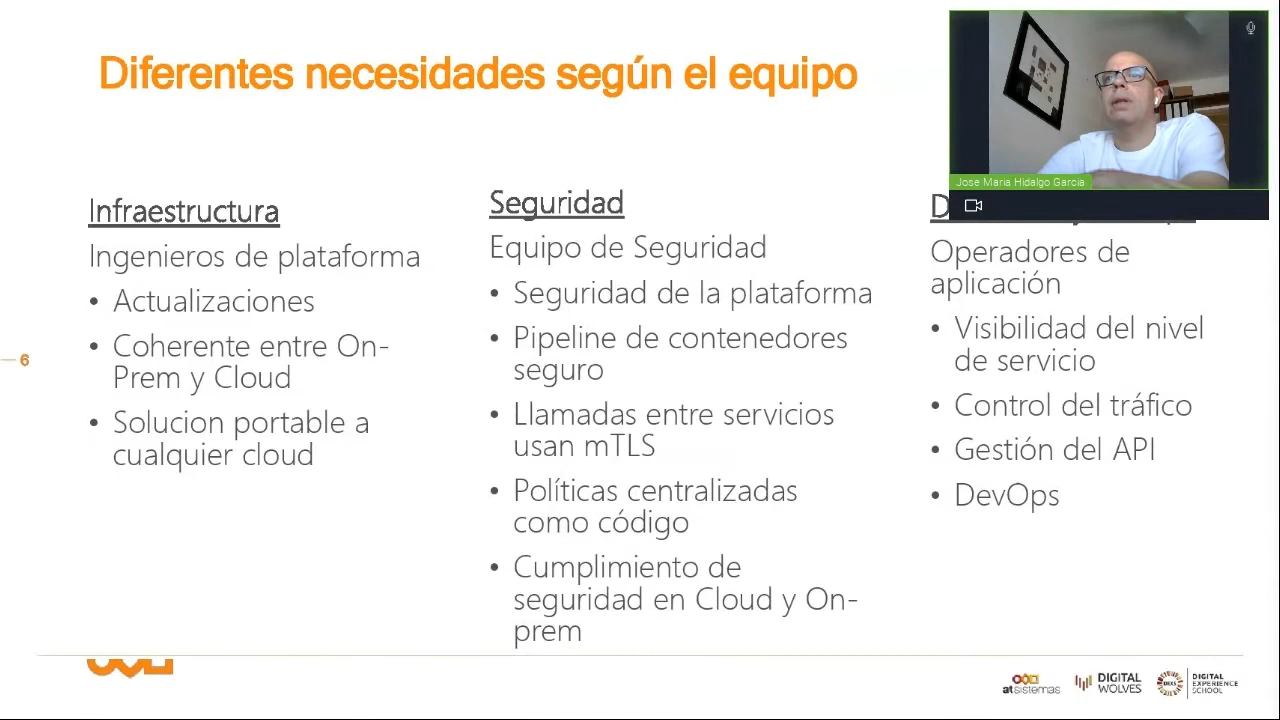 Diferentes necesidades según el equipo
Jose Maria Hidalgo Garcia
Infraestructura
Ingenieros de plataforma
• Actualizaciones
• Coherente entre On-
Prem y Cloud
• Solucion portable a
cualquier cloud
Seguridad
Equipo de Seguridad
• Seguridad de la plataforma
• Pipeline de contenedores
seguro
• Llamadas entre servicios
usan mTLS
• Políticas centralizadas
como código
• Cumplimiento de
seguridad en Cloud y On-
prem
Operadores de
aplicación
• Visibilidad del nivel
de servicio
• Control del tráfico
• Gestión del API
• DevOps
6
atsistemas
DIGITAL
WOLVES
DEXS
DIGITAL
EXPERIENCE
SCHOOL